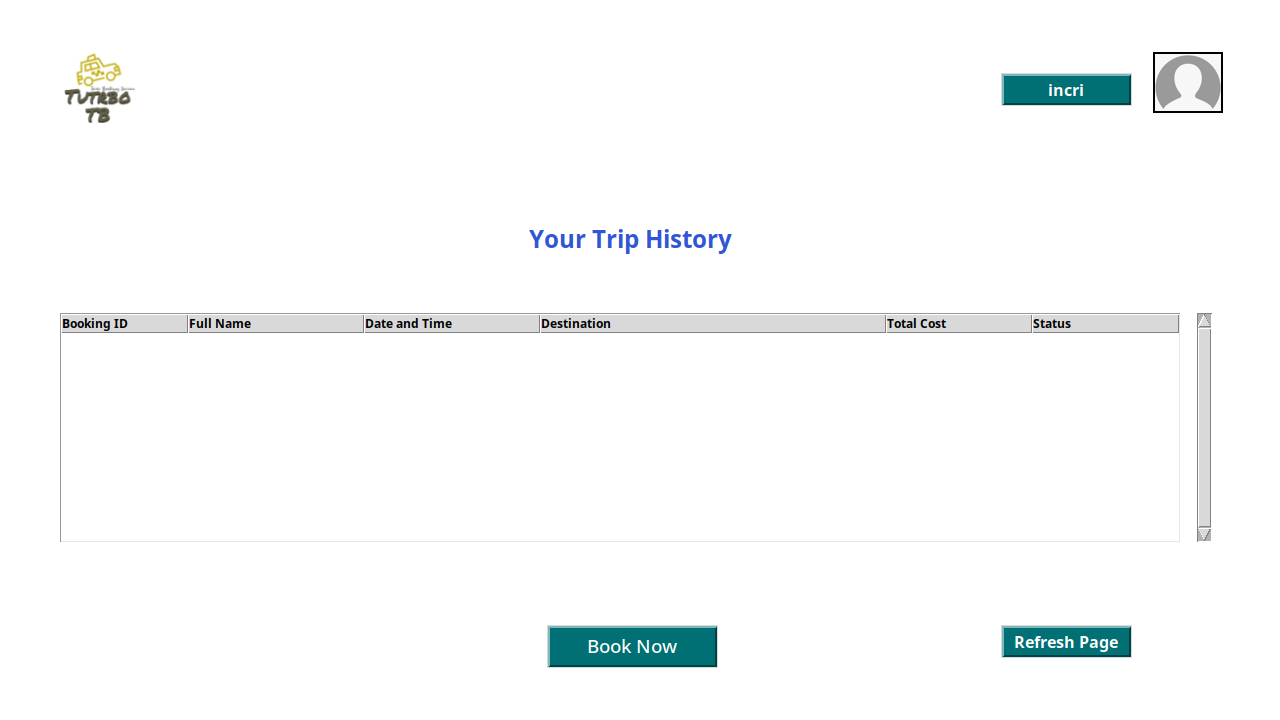 TUTRBO
TB
incri
Your Trip History
Booking ID Full Name Date and Time Destination Total Cost Status
Book Now
Refresh Page